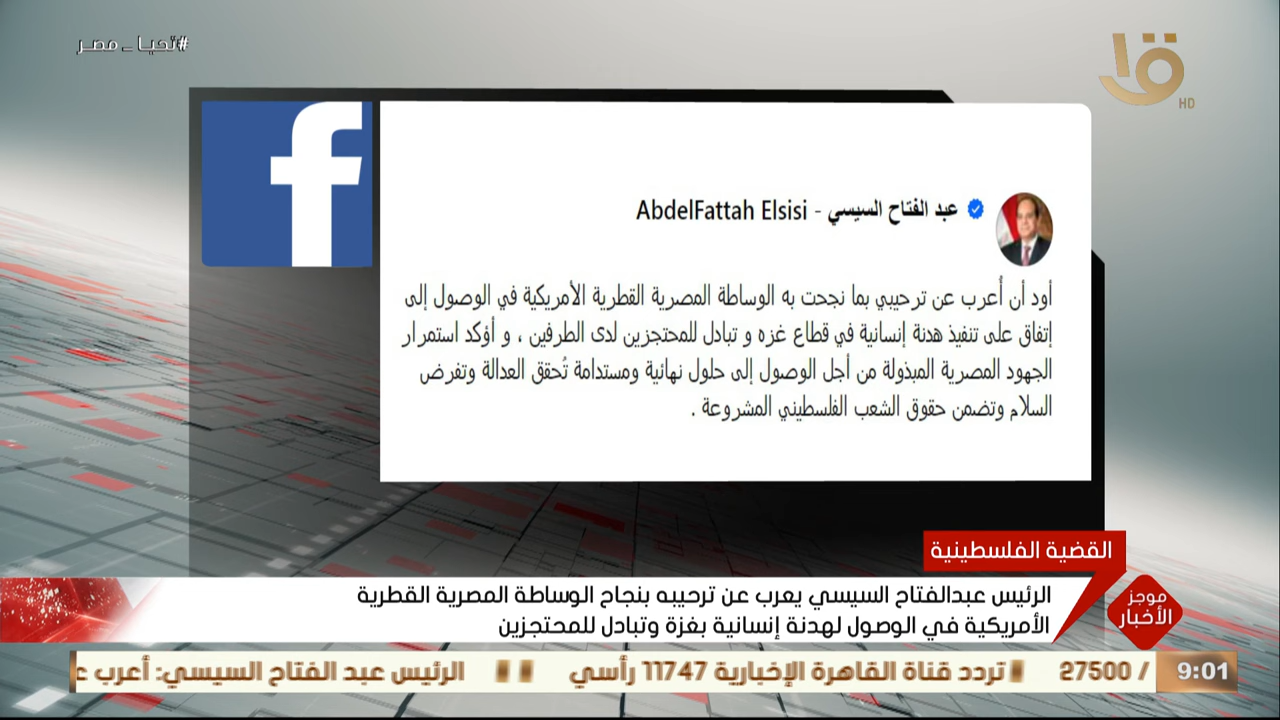 #تحيا_مصر
HD
عبد الفتاح السيسي - AbdelFattah Elsisi
أود أن أُعرب عن ترحيبي بما نجحت به الوساطة المصرية القطرية الأمريكية في الوصول إلى
إتفاق على تنفيذ هدنة إنسانية في قطاع غزه و تبادل للمحتجزين لدى الطرفين ، و أؤكد استمرار
الجهود المصرية المبذولة من أجل الوصول إلى حلول نهائية ومستدامة تُحقق العدالة وتفرض
السلام وتضمن حقوق الشعب الفلسطيني المشروعة .
القضية الفلسطينية
موجز
الأخبار
الرئيس عبدالفتاح السيسي يعرب عن ترحيبه بنجاح الوساطة المصرية القطرية
الأمريكية في الوصول لهدنة إنسانية بغزة وتبادل للمحتجزين
9:01
/ 27500 تردد قناة القاهرة الإخبارية 11747 رأسي الرئيس عبد الفتاح السيسي: أعرب